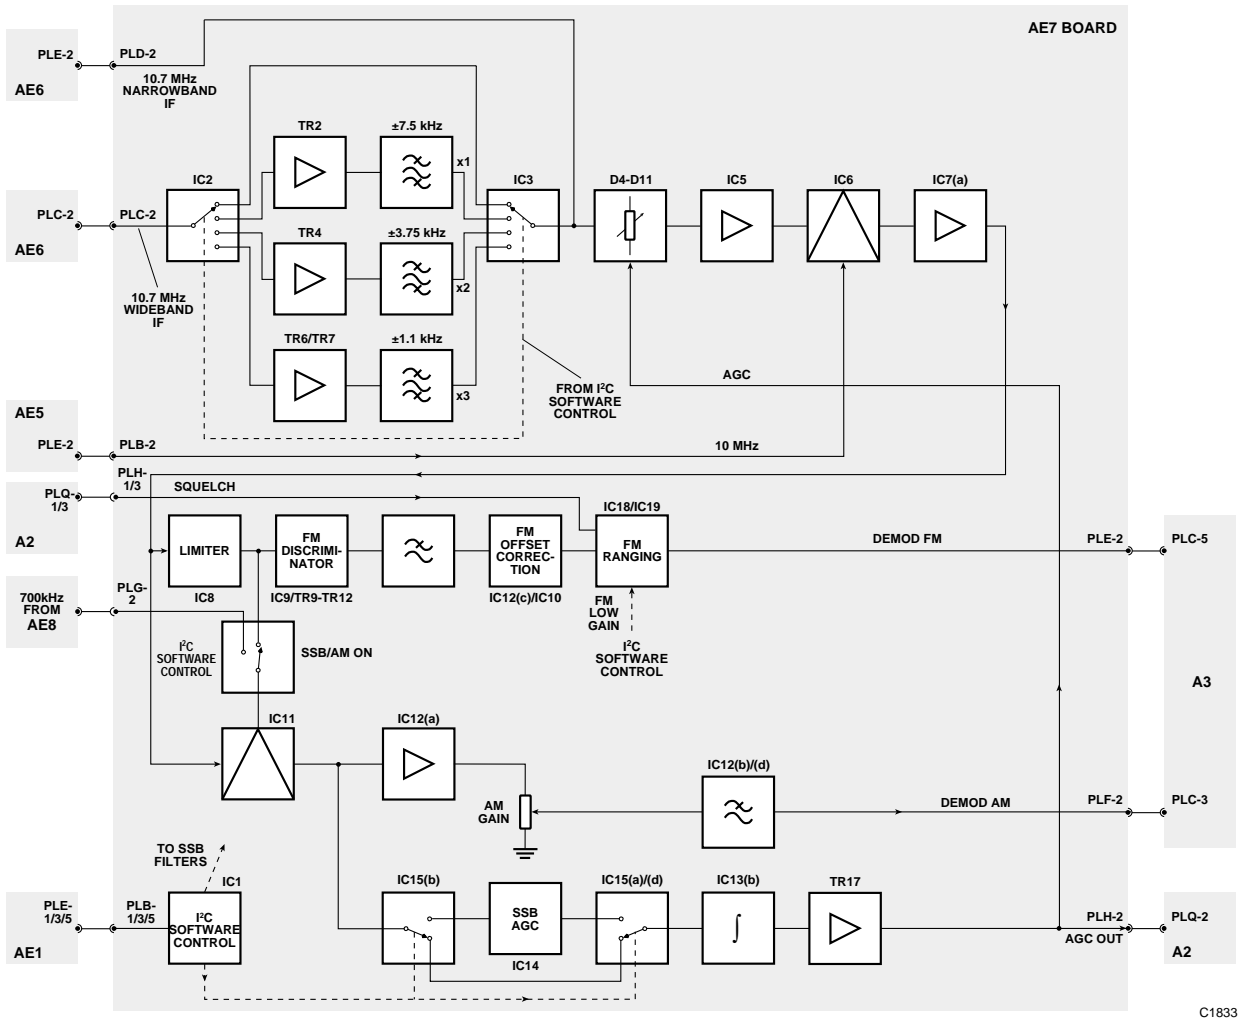 AE7 BOARD
PLE-2
PLD-2
AE6
10.7 MHz
NARROWBAND
IF
TR2
±7.5 kHz
x1
IC2
IC3
D4-D11
IC5
IC6
IC7(a)
PLC-2
PLC-2
AE6
TR4
±3.75 kHz
x2
10.7 MHz
WIDEBAND
IF
TR6/TR7
±1.1 kHz
x3
FROM I²C
SOFTWARE
CONTROL
AGC
AE5
PLE-2
PLB-2
10 MHz
PLH-
1/3
SQUELCH
PLQ-
1/3
A2
IC18/IC19
LIMITER
IC8
FM
DISCRIMI-
NATOR
IC9/TR9-TR12
FM
OFFSET
CORREC-
TION
IC12(c)/IC10
FM
RANGING
DEMOD FM
PLE-2
PLC-5
FM
LOW
GAIN
I²C
SOFTWARE
CONTROL
700kHz
FROM
AE8
PLG-
2
I²C
SOFTWARE
CONTROL
SSB/AM ON
A3
IC11
IC12(a)
AM
GAIN
IC12(b)/(d)
DEMOD AM
PLF-2
PLC-3
TO SSB
FILTERS
IC1
PLE-
1/3/5
PLB-
1/3/5
AE1
I²C
SOFTWARE
CONTROL
IC15(b)
SSB
AGC
IC14
IC15(a)/(d)
IC13(b)
∫
TR17
PLH-2
AGC OUT
PLQ-2
A2
C1833